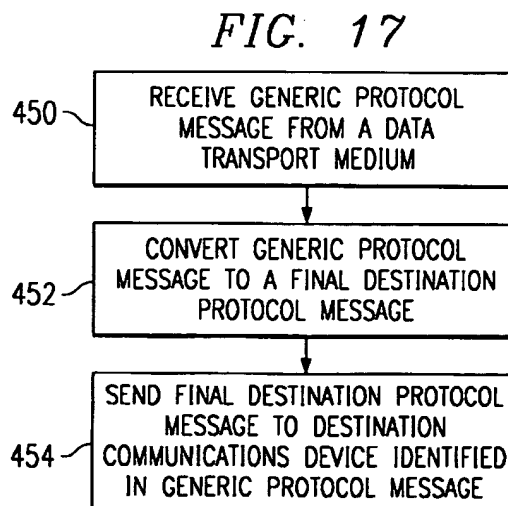 FIG. 17
450
RECEIVE GENERIC PROTOCOL
MESSAGE FROM A DATA
TRANSPORT MEDIUM
452
CONVERT GENERIC PROTOCOL
MESSAGE TO A FINAL DESTINATION
PROTOCOL MESSAGE
454
SEND FINAL DESTINATION PROTOCOL
MESSAGE TO DESTINATION
COMMUNICATIONS DEVICE IDENTIFIED
IN GENERIC PROTOCOL MESSAGE